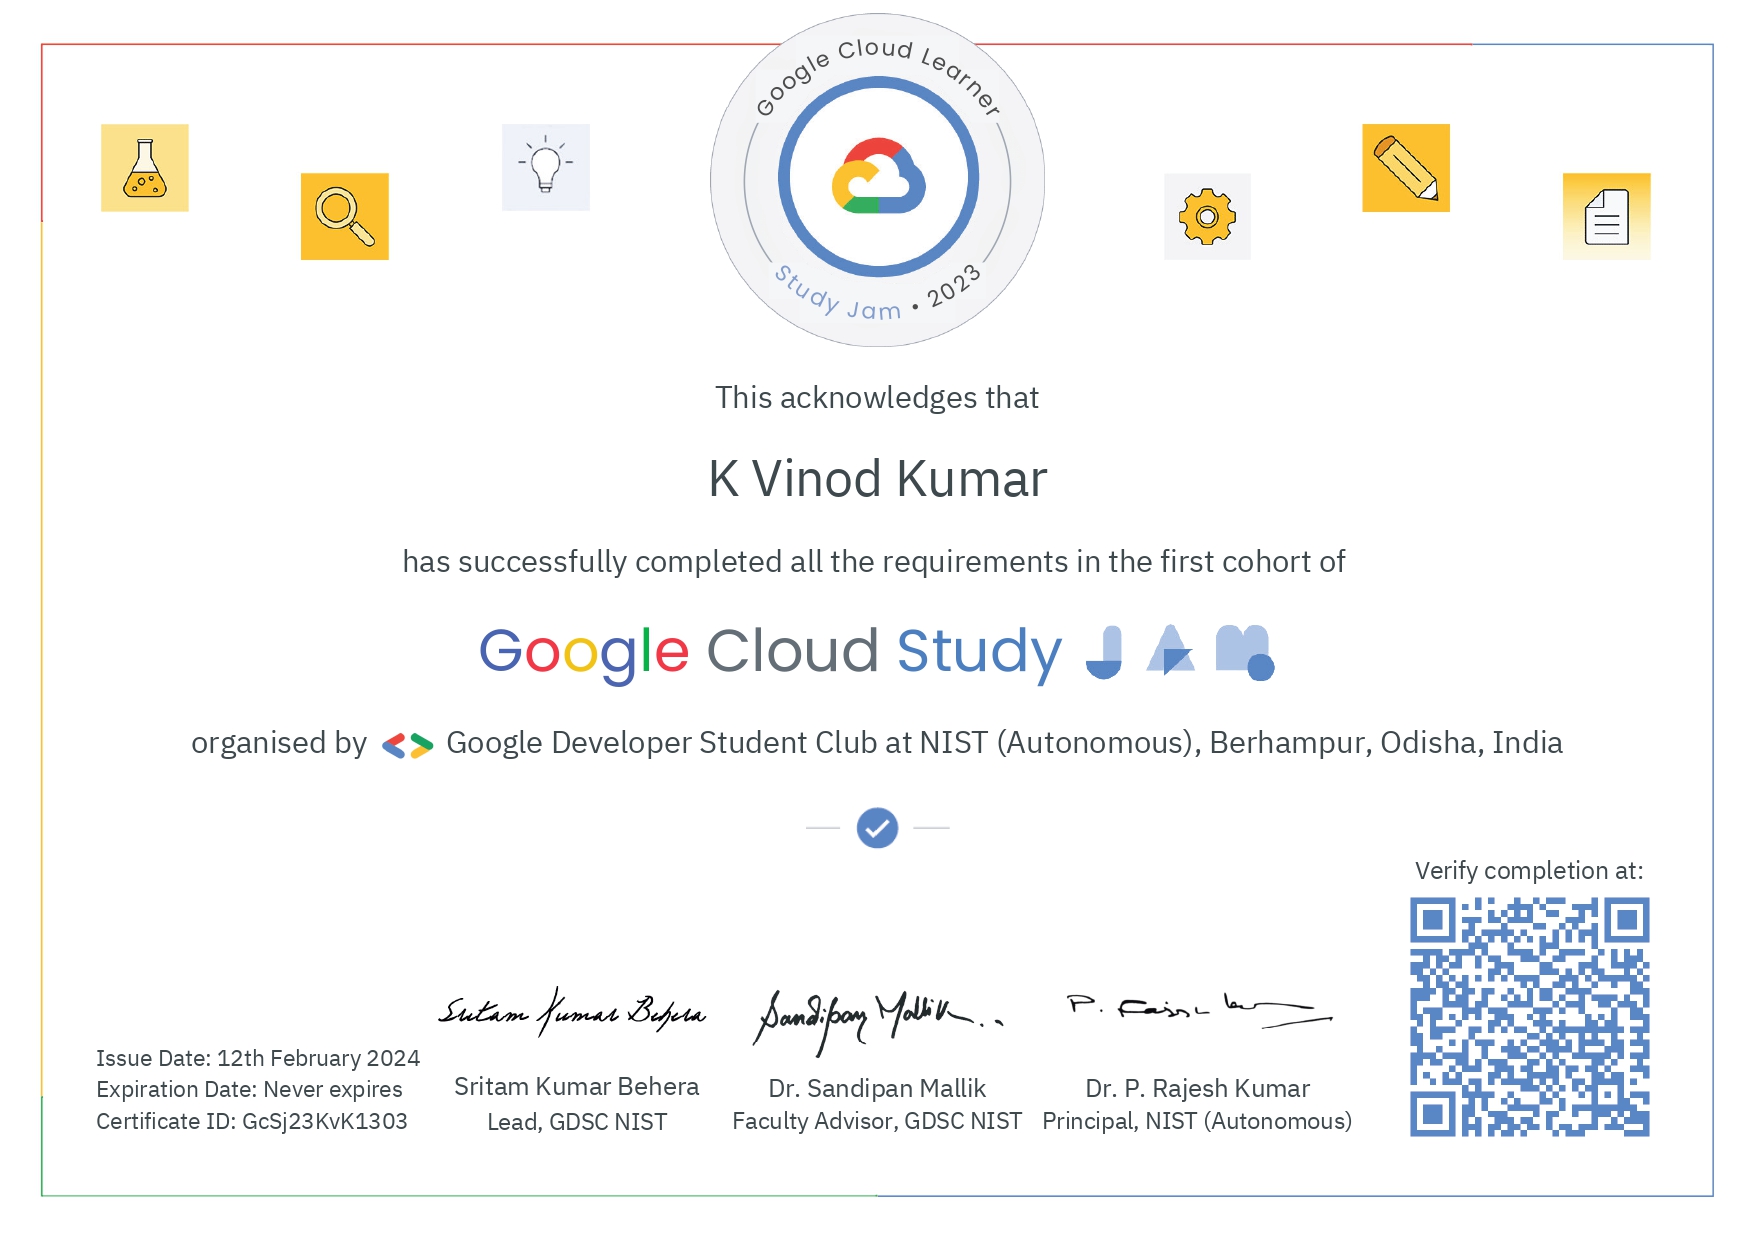 Google Cloud Learner
Study Jam • 2023
This acknowledges that
K Vinod Kumar
has successfully completed all the requirements in the first cohort of
Google Cloud Study JAM
organised by Google Developer Student Club at NIST (Autonomous), Berhampur, Odisha, India
Verify completion at:
Sritam Kumar Behera
Sandipan Mallik
Issue Date: 12th February 2024
Expiration Date: Never expires
Certificate ID: GcSj23KvK1303
Sritam Kumar Behera
Lead, GDSC NIST
Dr. Sandipan Mallik
Faculty Advisor, GDSC NIST
Dr. P. Rajesh Kumar
Principal, NIST (Autonomous)